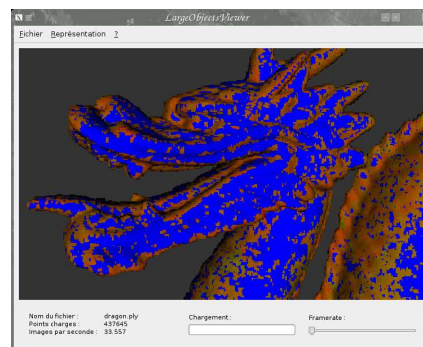 LargeObjectsViewer
Fichier Représentation ?
Nom du fichier : dragon.ply
Points charges : 437645
Images par seconde : 33.557
Chargement :
Framerate :